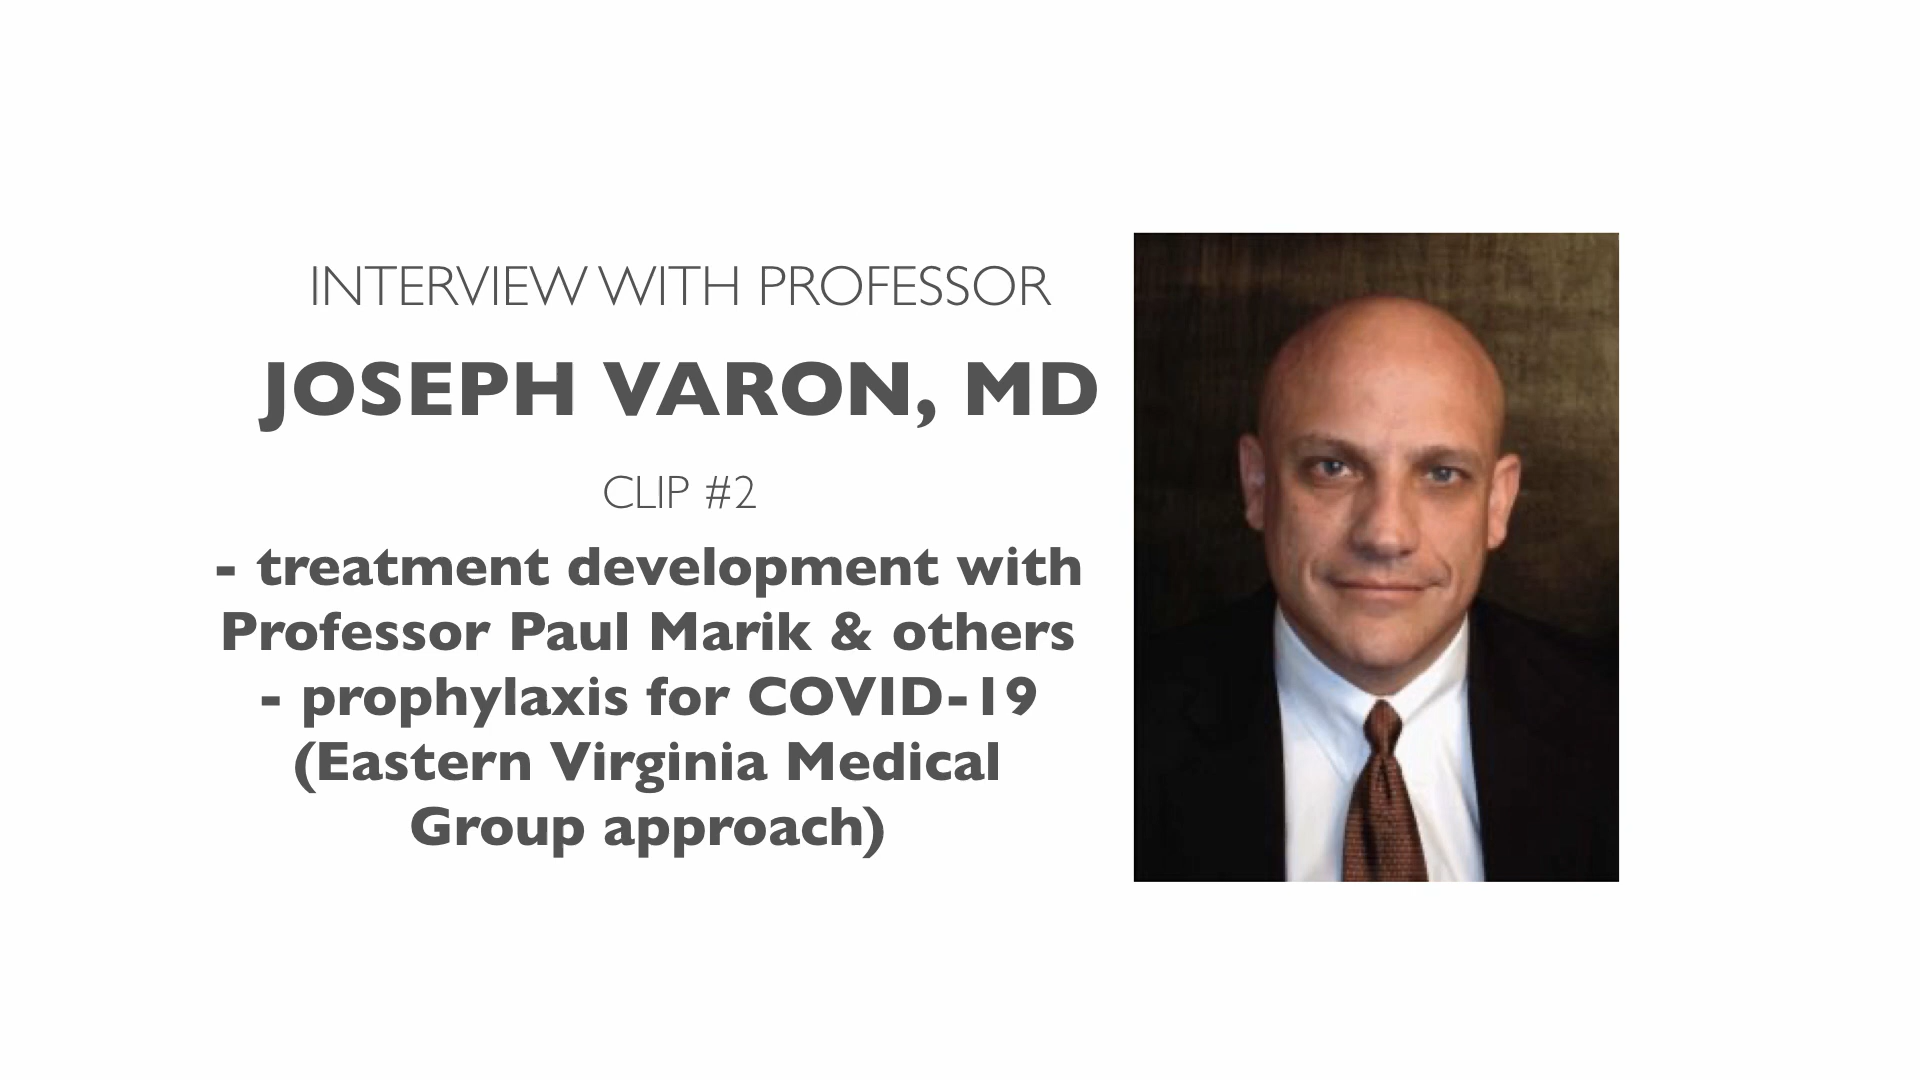 INTERVIEW WITH PROFESSOR
JOSEPH VARON, MD
CLIP #2
- treatment development with
Professor Paul Marik & others
- prophylaxis for COVID-19
(Eastern Virginia Medical
Group approach)